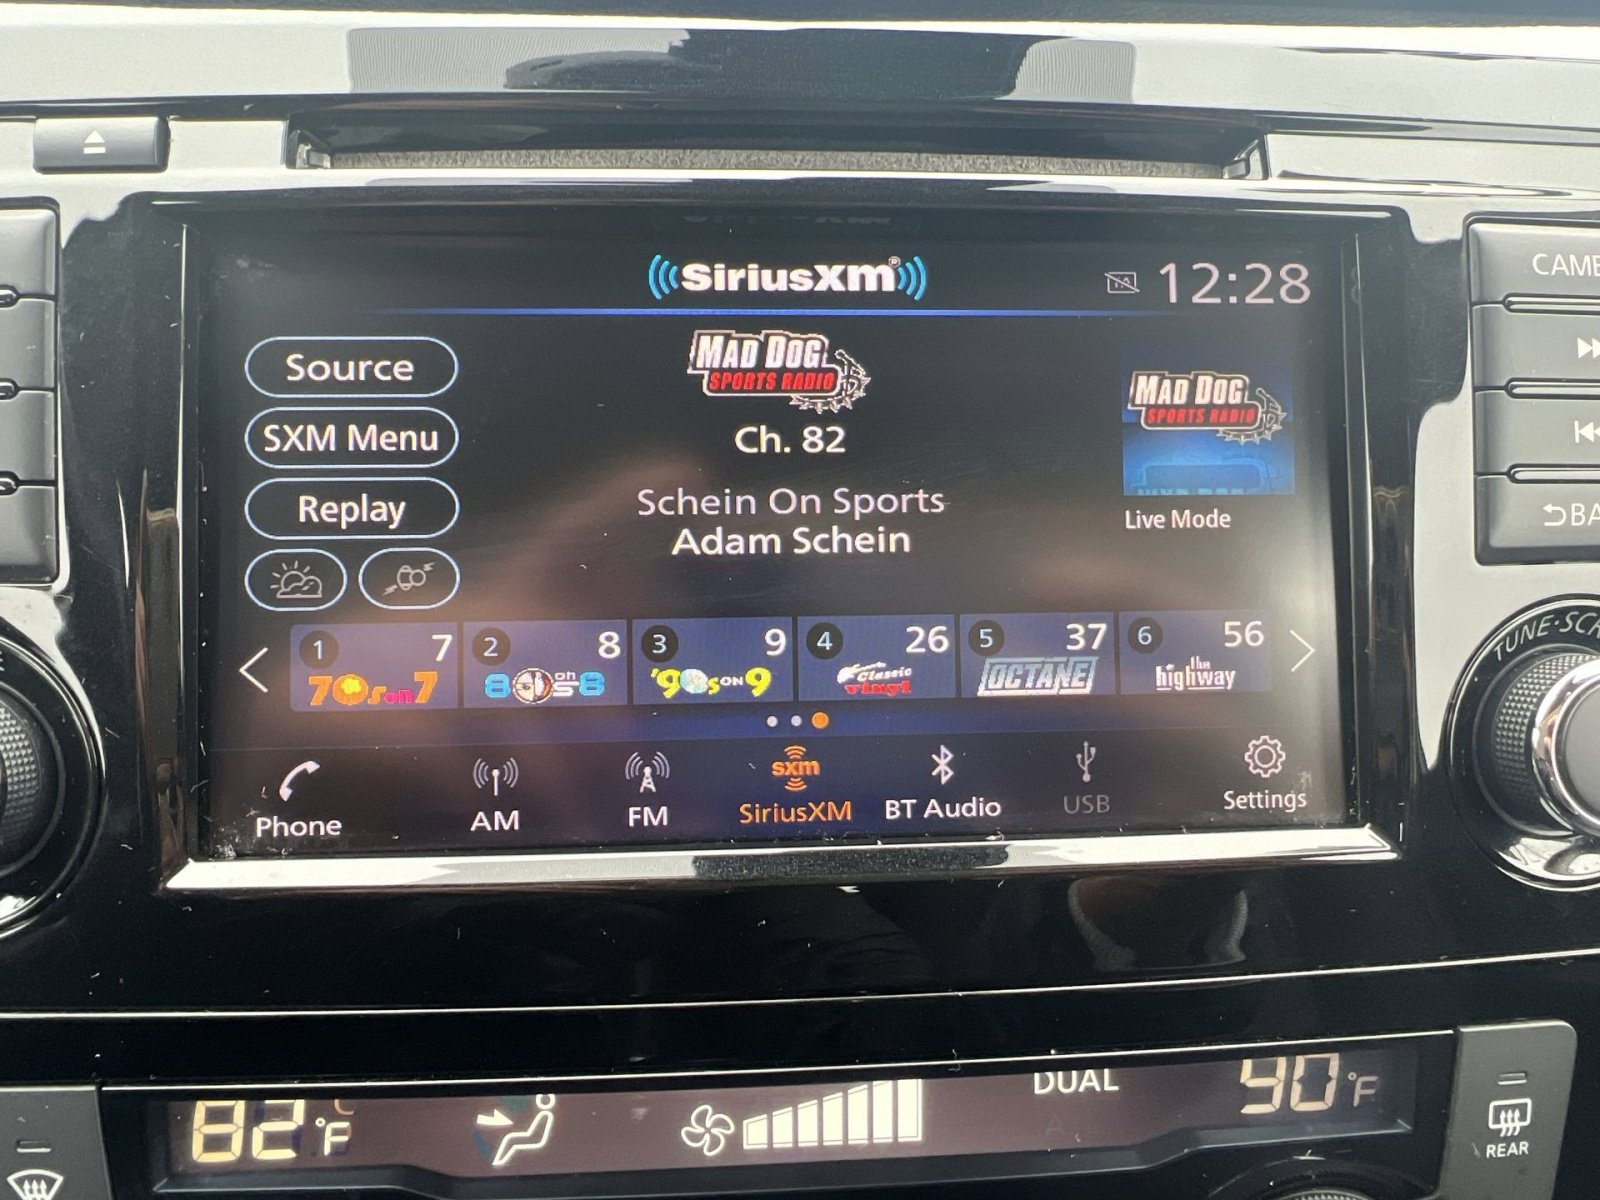 SiriusXM®
12:28
TA
Source
SXM Menu
Replay
MAD DOG
SPORTS RADIO
Ch. 82
Schein On Sports
Adam Schein
MAD DOG
SPORTS RADIO
Live Mode
1 7
70s on 7
2 8
80s on 8
3 9
'90s ON 9
4 26
Classic
vinyl
5 37
OCTANE
6 56
the
highway
Phone
AM
FM
sxm
SiriusXM
BT Audio
USB
Settings
CAME
BA
TUNE·SCR
82°F
DUAL
90°F
REAR